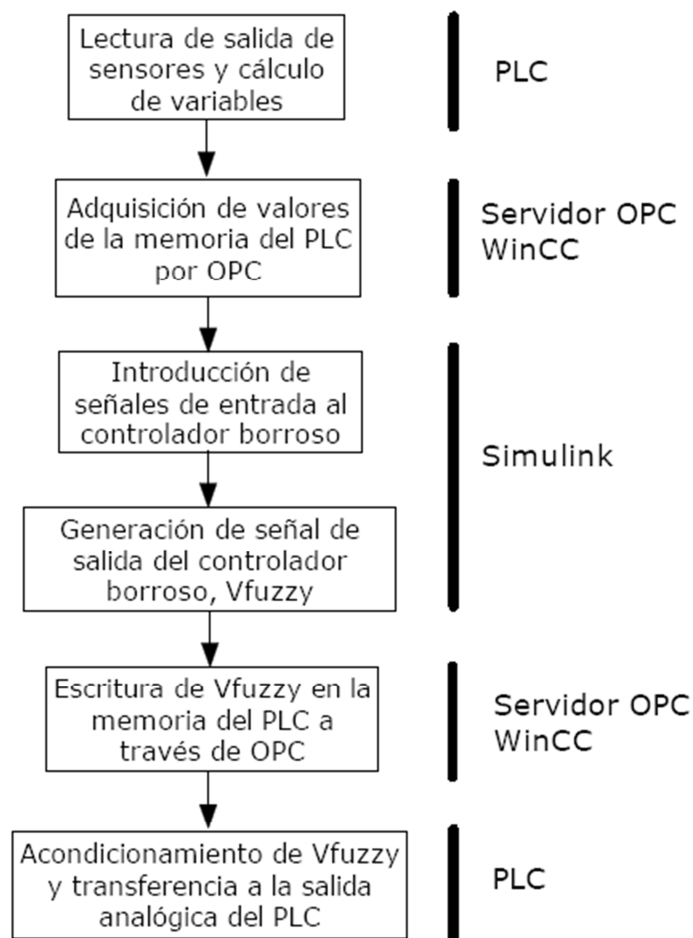 Lectura de salida de
sensores y cálculo
de variables
PLC
Adquisición de valores
de la memoria del PLC
por OPC
Servidor OPC
WinCC
Introducción de
señales de entrada al
controlador borroso
Simulink
Generación de señal de
salida del controlador
borroso, Vfuzzy
Escritura de Vfuzzy en la
memoria del PLC a
través de OPC
Servidor OPC
WinCC
Acondicionamiento de Vfuzzy
y transferencia a la salida
analógica del PLC
PLC